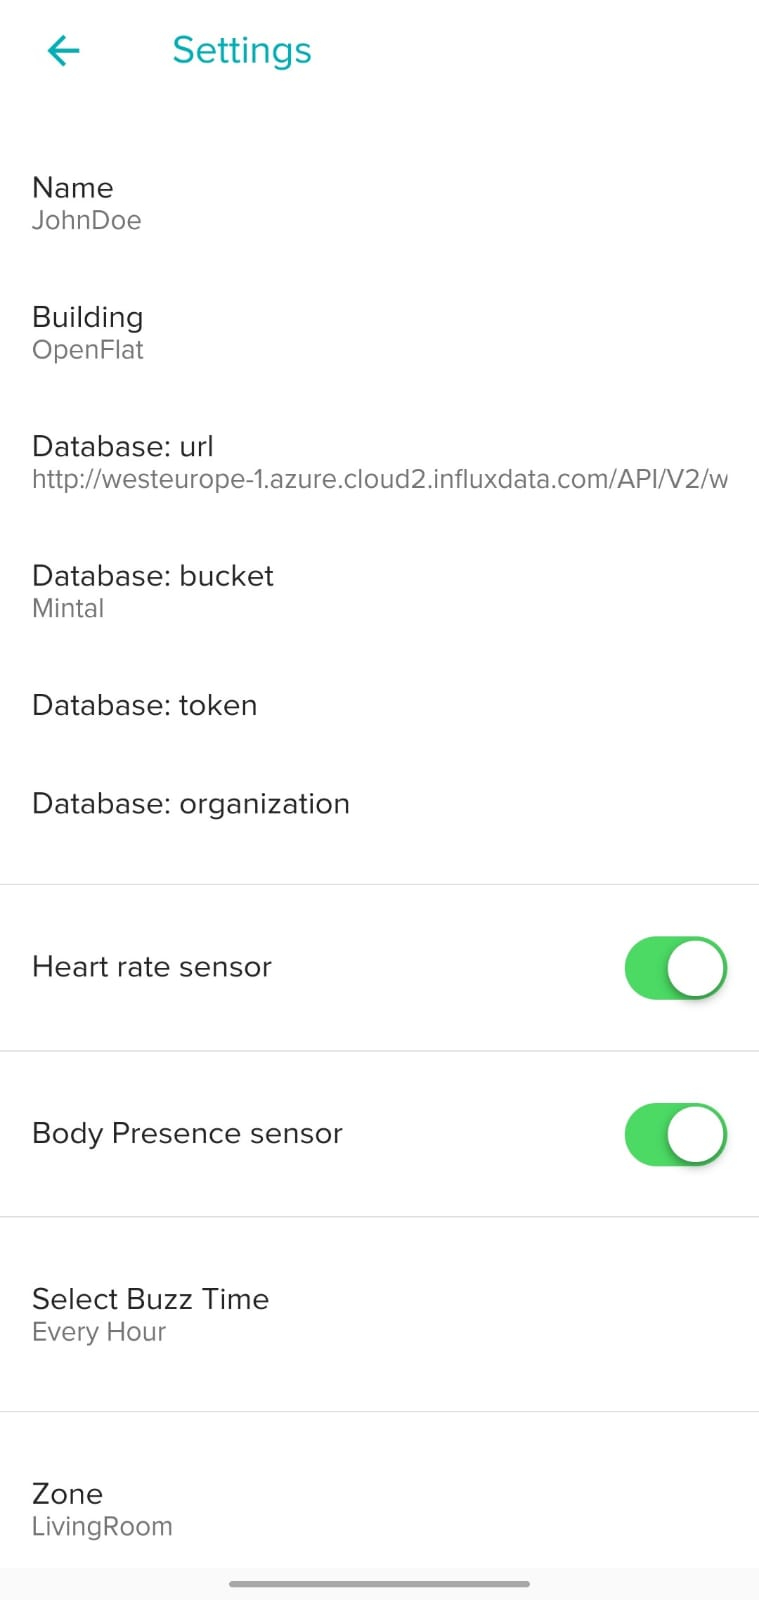 Settings
Name
JohnDoe
Building
OpenFlat
Database: url
http://westeurope-1.azure.cloud2.influxdata.com/API/V2/w
Database: bucket
Mintal
Database: token
Database: organization
Heart rate sensor
Body Presence sensor
Select Buzz Time
Every Hour
Zone
LivingRoom